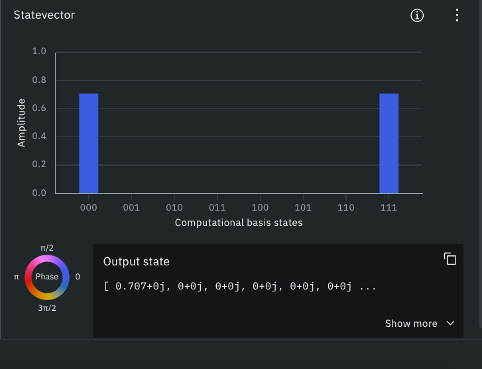 Statevector
1.0
0.8
0.6
0.4
0.2
0.0
Amplitude
000 001 010 011 100 101 110 111
Computational basis states
π/2
π Phase 0
3π/2
Output state
[ 0.707+0j, 0+0j, 0+0j, 0+0j, 0+0j, 0+0j ...
Show more